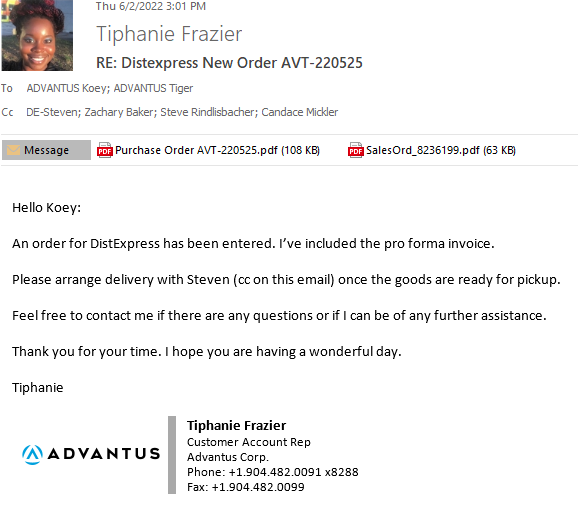 Thu 6/2/2022 3:01 PM
Tiphanie Frazier
RE: Distexpress New Order AVT-220525
To ADVANTUS Koey; ADVANTUS Tiger
Cc DE-Steven; Zachary Baker; Steve Rindlisbacher; Candace Mickler
Message PDF Purchase Order AVT-220525.pdf (108 KB) PDF SalesOrd_8236199.pdf (63 KB)
Hello Koey:
An order for DistExpress has been entered. I’ve included the pro forma invoice.
Please arrange delivery with Steven (cc on this email) once the goods are ready for pickup.
Feel free to contact me if there are any questions or if I can be of any further assistance.
Thank you for your time. I hope you are having a wonderful day.
Tiphanie
ADVANTUS
Tiphanie Frazier
Customer Account Rep
Advantus Corp.
Phone: +1.904.482.0091 x8288
Fax: +1.904.482.0099